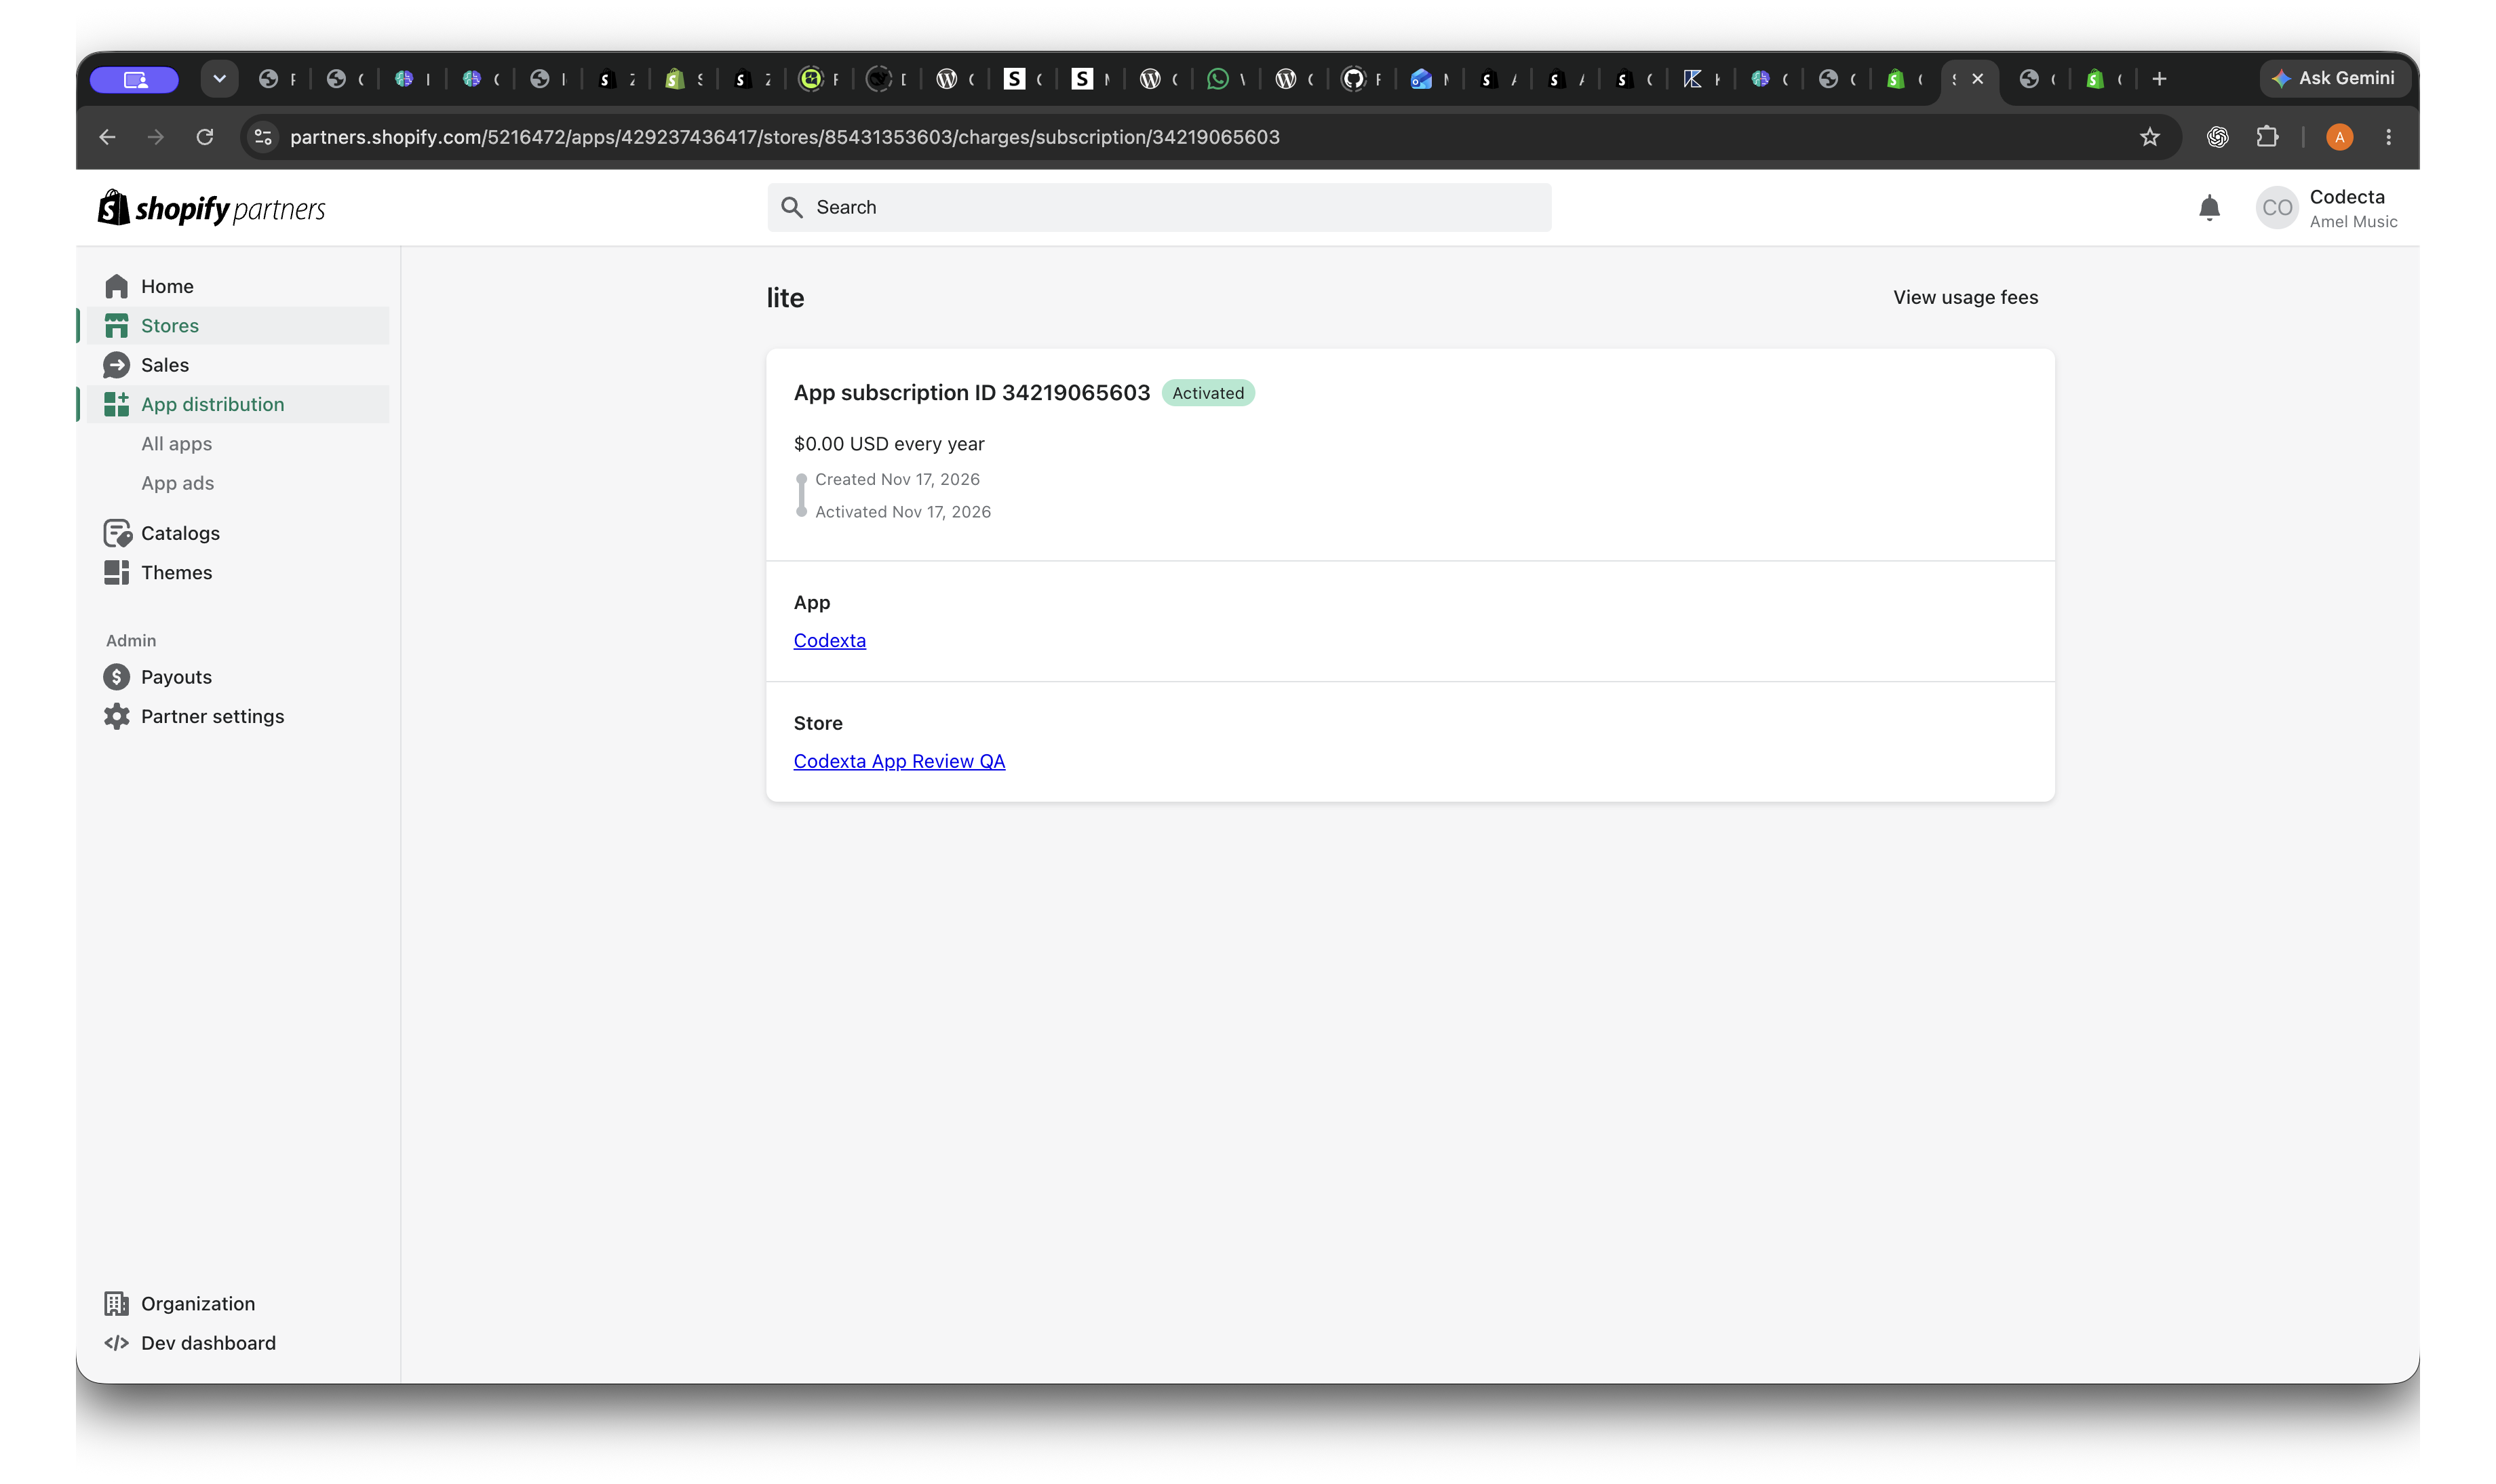 Ask Gemini
partners.shopify.com/5216472/apps/429237436417/stores/85431353603/charges/subscription/34219065603
A
shopify partners
Search
CO
Codecta
Amel Music
Home
Stores
Sales
App distribution
All apps
App ads
Catalogs
Themes
Admin
Payouts
Partner settings
Organization
Dev dashboard
lite
View usage fees
App subscription ID 34219065603
Activated
$0.00 USD every year
Created Nov 17, 2026
Activated Nov 17, 2026
App
Codexta
Store
Codexta App Review QA